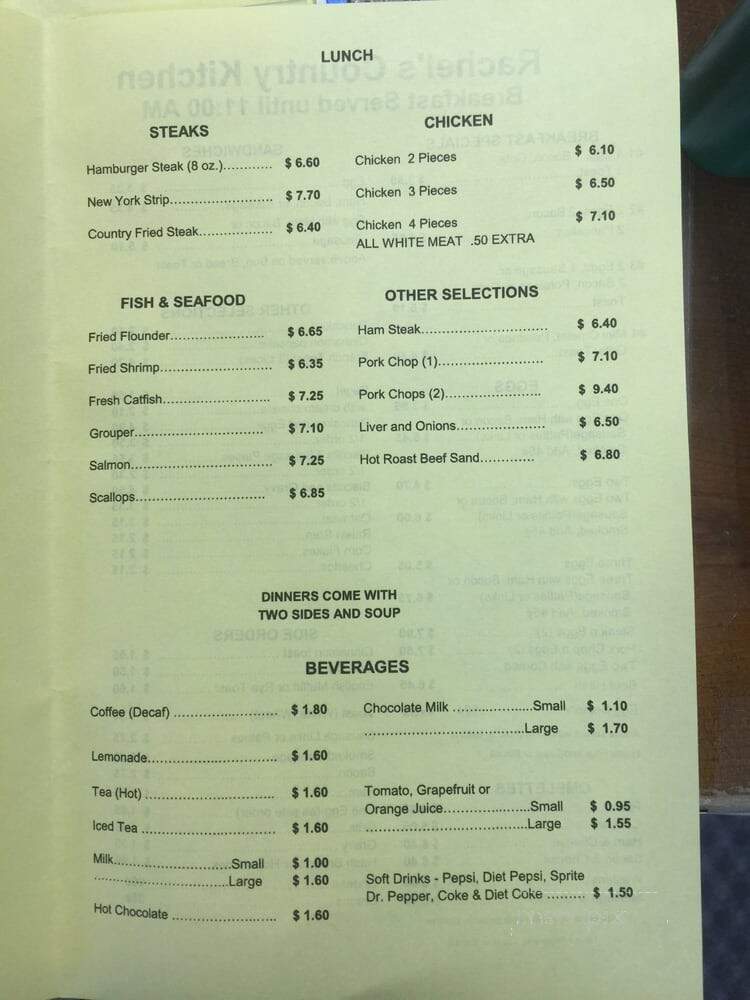 LUNCH
STEAKS
Hamburger Steak (8 oz.)............ $ 6.60
New York Strip......................... $ 7.70
Country Fried Steak.................. $ 6.40
CHICKEN
Chicken 2 Pieces $ 6.10
Chicken 3 Pieces $ 6.50
Chicken 4 Pieces $ 7.10
ALL WHITE MEAT .50 EXTRA
FISH & SEAFOOD
Fried Flounder....................... $ 6.65
Fried Shrimp........................... $ 6.35
Fresh Catfish.......................... $ 7.25
Grouper............................... $ 7.10
Salmon.................................. $ 7.25
Scallops............................... $ 6.85
OTHER SELECTIONS
Ham Steak............................... $ 6.40
Pork Chop (1).......................... $ 7.10
Pork Chops (2)....................... $ 9.40
Liver and Onions...................... $ 6.50
Hot Roast Beef Sand............. $ 6.80
DINNERS COME WITH
TWO SIDES AND SOUP
BEVERAGES
Coffee (Decaf) .......................... $ 1.80
Lemonade................................ $ 1.60
Tea (Hot) ................................ $ 1.60
Iced Tea ................................. $ 1.60
Milk.............................Small $ 1.00
.................................Large $ 1.60
Hot Chocolate ......................... $ 1.60
Chocolate Milk ....................Small $ 1.10
........................................Large $ 1.70
Tomato, Grapefruit or
Orange Juice......................Small $ 0.95
........................................Large $ 1.55
Soft Drinks - Pepsi, Diet Pepsi, Sprite
Dr. Pepper, Coke & Diet Coke ......... $ 1.50